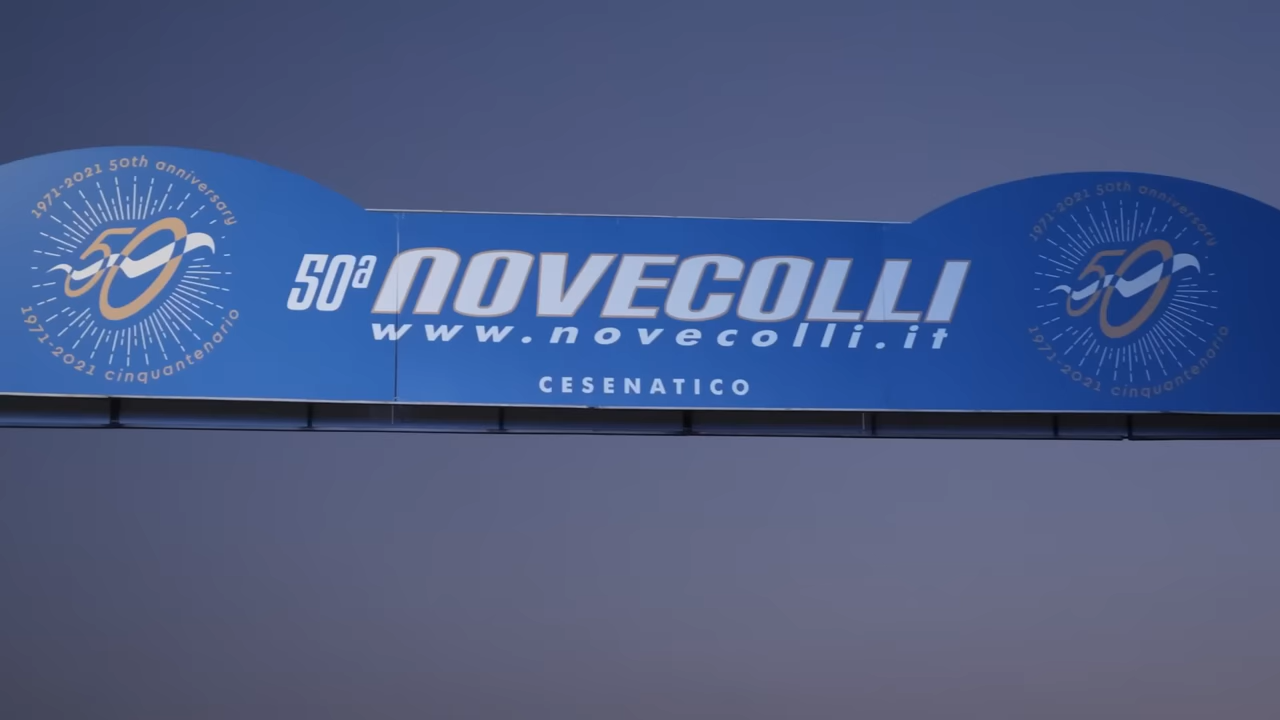 1971-2021 50th anniversary
50
1971-2021 cinquantenario
50ª NOVECOLLI
www.novecolli.it
CESENATICO
1971-2021 50th anniversary
50
1971-2021 cinquantenario